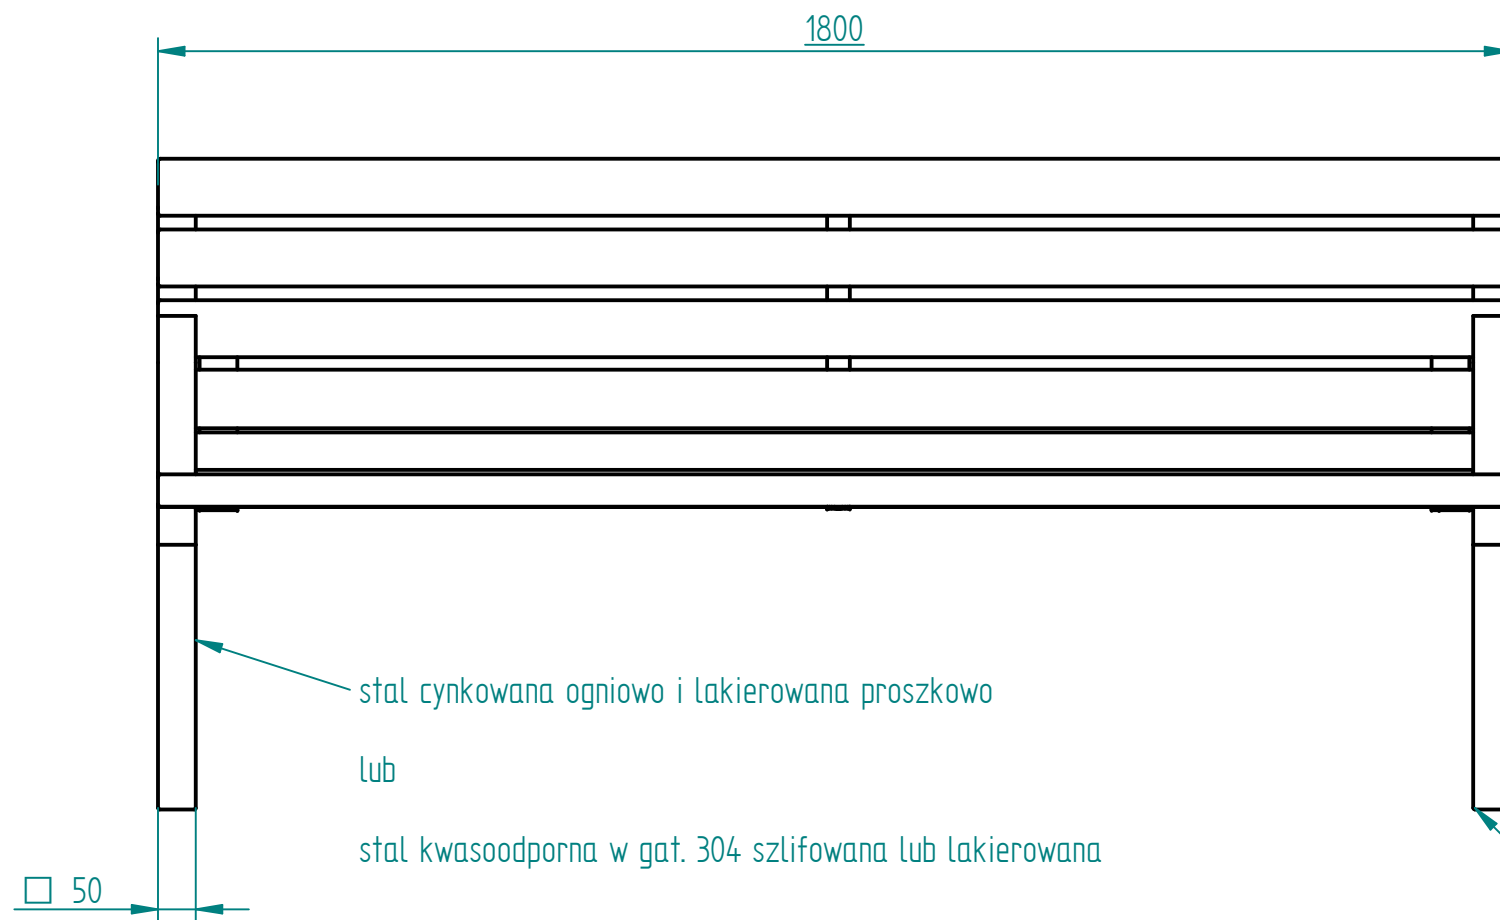 1800
stal cynkowana ogniowo i lakierowana proszkowo
lub
stal kwasoodporna w gat. 304 szlifowana lub lakierowana
□ 50